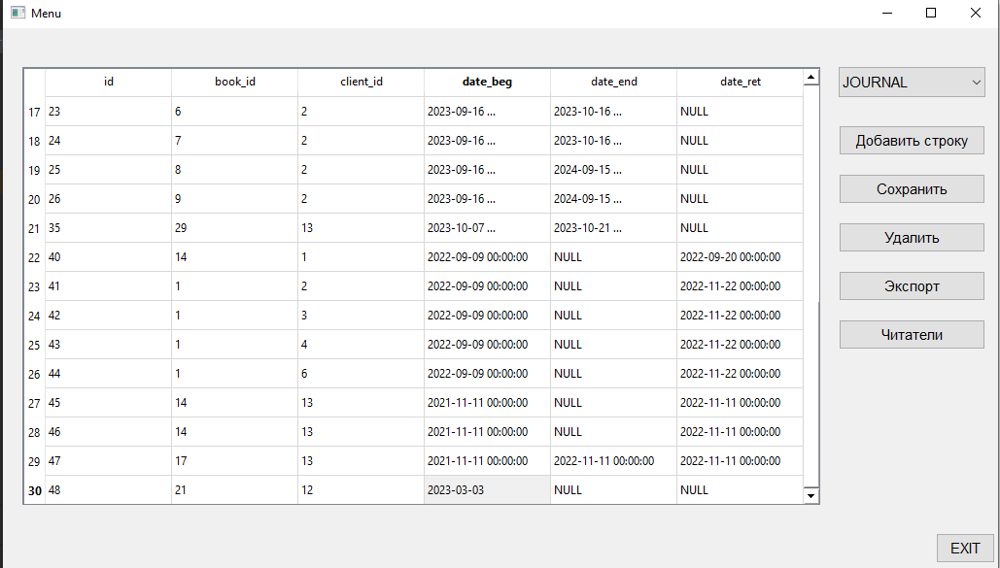 Menu
id book_id client_id date_beg date_end date_ret
JOURNAL
17 23 6 2 2023-09-16 ... 2023-10-16 ... NULL
18 24 7 2 2023-09-16 ... 2023-10-16 ... NULL
Добавить строку
19 25 8 2 2023-09-16 ... 2024-09-15 ... NULL
20 26 9 2 2023-09-16 ... 2024-09-15 ... NULL
Сохранить
21 35 29 13 2023-10-07 ... 2023-10-21 ... NULL
Удалить
22 40 14 1 2022-09-09 00:00:00 NULL 2022-09-20 00:00:00
23 41 1 2 2022-09-09 00:00:00 NULL 2022-11-22 00:00:00
Экспорт
24 42 1 3 2022-09-09 00:00:00 NULL 2022-11-22 00:00:00
25 43 1 4 2022-09-09 00:00:00 NULL 2022-11-22 00:00:00
Читатели
26 44 1 6 2022-09-09 00:00:00 NULL 2022-11-22 00:00:00
27 45 14 13 2021-11-11 00:00:00 NULL 2022-11-11 00:00:00
28 46 14 13 2021-11-11 00:00:00 NULL 2022-11-11 00:00:00
29 47 17 13 2021-11-11 00:00:00 2022-11-11 00:00:00 2022-11-11 00:00:00
30 48 21 12 2023-03-03 NULL NULL
EXIT